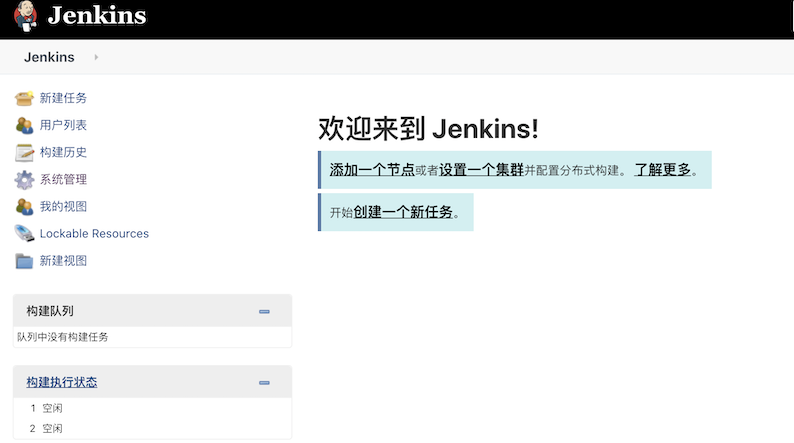 Jenkins
Jenkins
新建任务
用户列表
构建历史
系统管理
我的视图
Lockable Resources
新建视图
构建队列
队列中没有构建任务
构建执行状态
1 空闲
2 空闲
欢迎来到 Jenkins!
添加一个节点或者设置一个集群并配置分布式构建。 了解更多。
开始创建一个新任务。